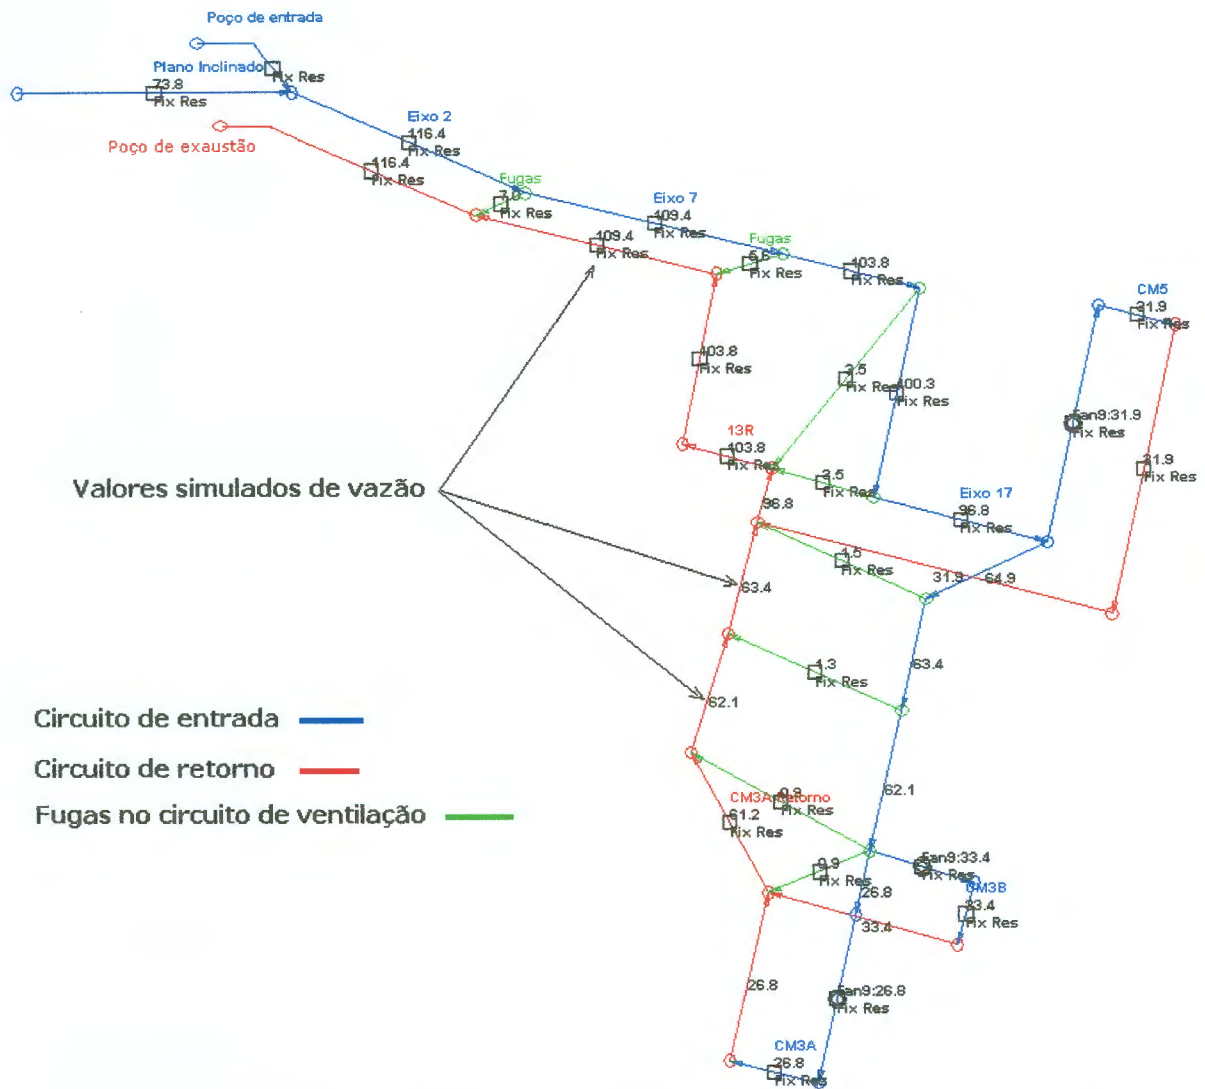 Poço de entrada
Plano Inclinado
Fix Res
73.8
Fix Res
Eixo 2
116.4
Fix Res
Poço de exaustão
116.4
Fix Res
Fugas
7.0
Fix Res
Eixo 7
109.4
Fix Res
109.4
Fix Res
Fugas
5.6
Fix Res
103.8
Fix Res
CM5
31.9
Fix Res
103.8
Fix Res
3.5
Fix Res
100.3
Fix Res
Fan9:31.9
Fix Res
31.9
Fix Res
13R
103.8
Fix Res
3.5
Fix Res
Eixo 17
96.8
Fix Res
96.8
Valores simulados de vazão
1.5
Fix Res
31.9
64.9
63.4
63.4
1.3
Fix Res
62.1
62.1
Circuito de entrada
Circuito de retorno
Fugas no circuito de ventilação
CM3A Retorno
0.9
Fix Res
61.2
Fix Res
0.9
Fix Res
Fan9:33.4
Fix Res
CM3B
33.4
Fix Res
26.8
33.4
26.8
Fan9:26.8
Fix Res
CM3A
26.8
Fix Res